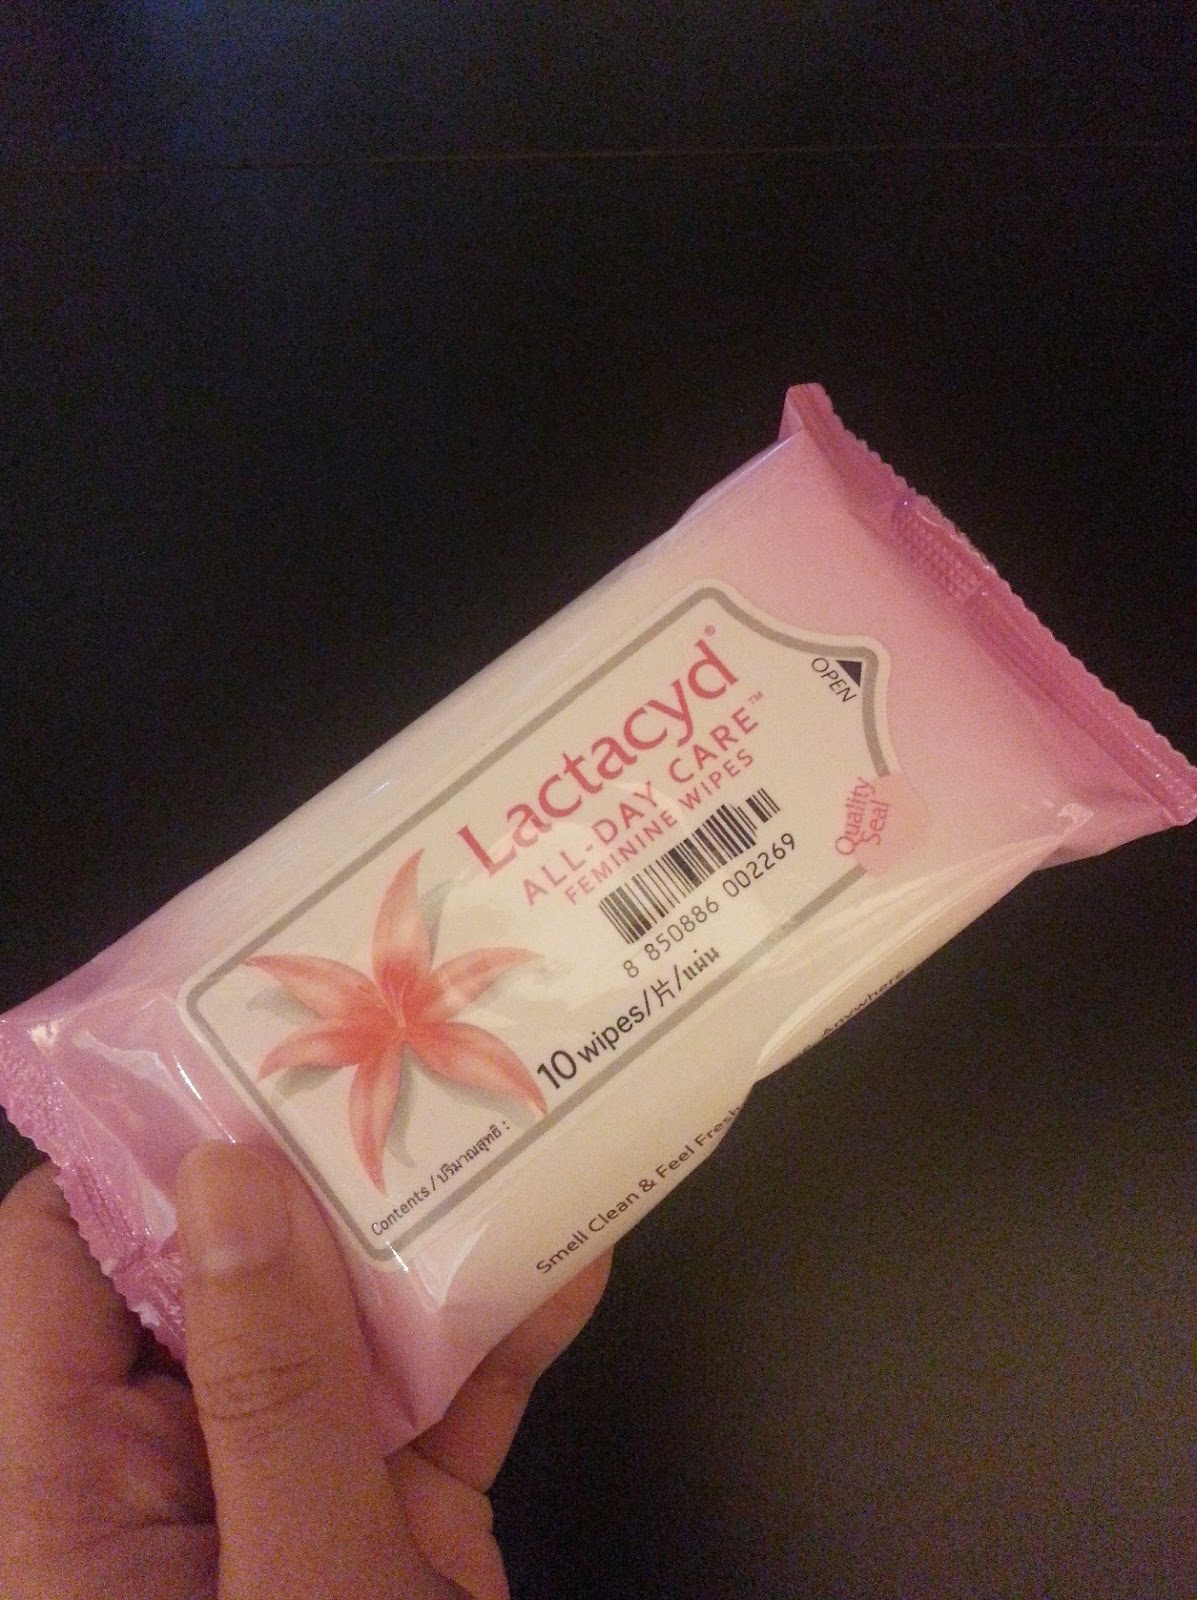 Lactacyd®
ALL-DAY CARE™
FEMININE WIPES
8 850886 002269
10 wipes/片/แผ่น
Contents / ปริมาณสุทธิ :
OPEN
Quality
Seal
Smell Clean & Feel Fresh
Anywhere